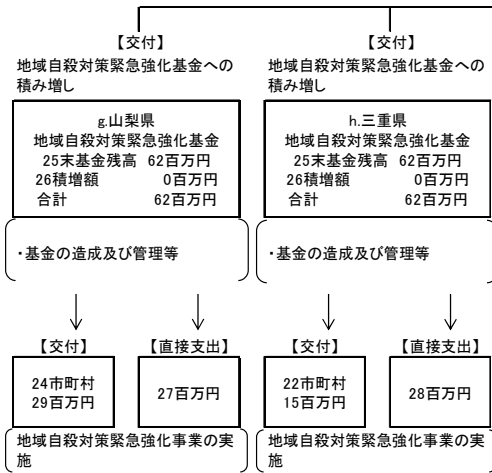 【交付】
地域自殺対策緊急強化基金への
積み増し
g.山梨県
地域自殺対策緊急強化基金
25末基金残高 62百万円
26積増額 0百万円
合計 62百万円
・基金の造成及び管理等
【交付】
24市町村
29百万円
【直接支出】
27百万円
地域自殺対策緊急強化事業の実
施
【交付】
地域自殺対策緊急強化基金への
積み増し
h.三重県
地域自殺対策緊急強化基金
25末基金残高 62百万円
26積増額 0百万円
合計 62百万円
・基金の造成及び管理等
【交付】
22市町村
15百万円
【直接支出】
28百万円
地域自殺対策緊急強化事業の実
施